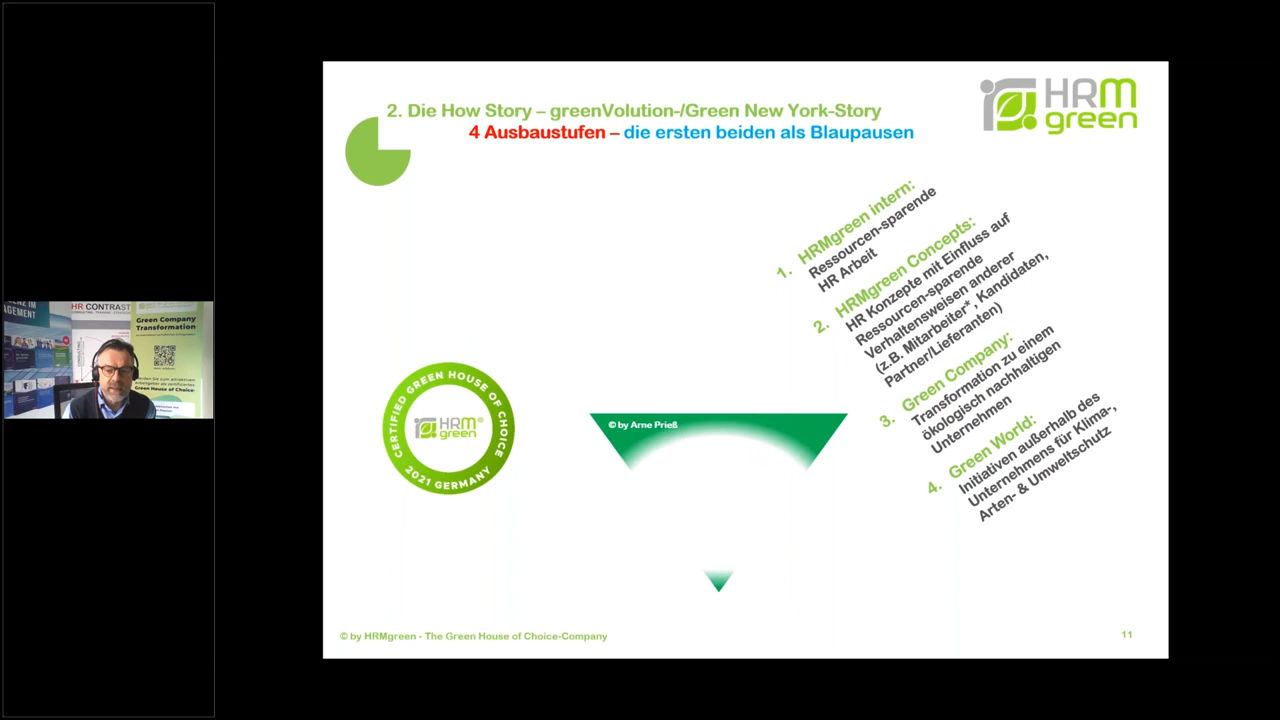 2. Die How Story – greenVolution-/Green New York-Story
4 Ausbaustufen – die ersten beiden als Blaupausen
HRM
green
1. HRMgreen intern:
Ressourcen-sparende
HR Arbeit
2. HRMgreen Concepts:
HR Konzepte mit Einfluss auf
Ressourcen-sparende
Verhaltensweisen anderer
(z.B. Mitarbeiter*, Kandidaten,
Partner/Lieferanten)
3. Green Company:
Transformation zu einem
ökologisch nachhaltigen
Unternehmen
4. Green World:
Initiativen außerhalb des
Unternehmens für Klima-,
Arten- & Umweltschutz
CERTIFIED GREEN HOUSE OF CHOICE
HRM®
green
2021 GERMANY
© by Arne Prieß
© by HRMgreen - The Green House of Choice-Company
11
HR CONTRAST
Green Company
Transformation
Green House of Choice